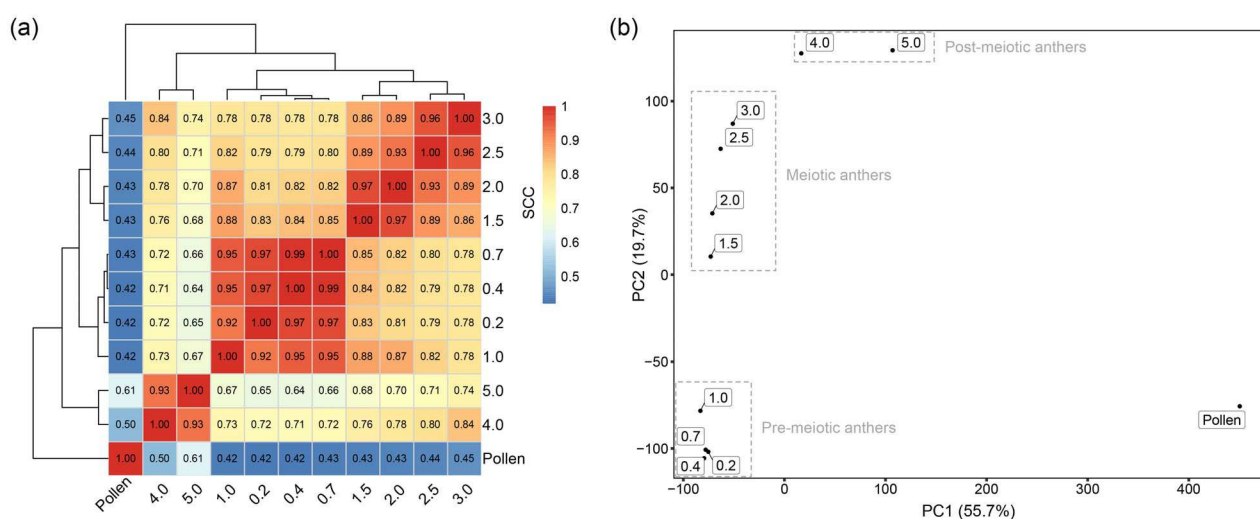 (a)
0.45 0.84 0.74 0.78 0.78 0.78 0.78 0.86 0.89 0.96 1.00 3.0
0.44 0.80 0.71 0.82 0.79 0.79 0.80 0.89 0.93 1.00 0.96 2.5
0.43 0.78 0.70 0.87 0.81 0.82 0.82 0.97 1.00 0.93 0.89 2.0
0.43 0.76 0.68 0.88 0.83 0.84 0.85 1.00 0.97 0.89 0.86 1.5
0.43 0.72 0.66 0.95 0.97 0.99 1.00 0.85 0.82 0.80 0.78 0.7
0.42 0.71 0.64 0.95 0.97 1.00 0.99 0.84 0.82 0.79 0.78 0.4
0.42 0.72 0.65 0.92 1.00 0.97 0.97 0.83 0.81 0.79 0.78 0.2
0.42 0.73 0.67 1.00 0.92 0.95 0.95 0.88 0.87 0.82 0.78 1.0
0.61 0.93 1.00 0.67 0.65 0.64 0.66 0.68 0.70 0.71 0.74 5.0
0.50 1.00 0.93 0.73 0.72 0.71 0.72 0.76 0.78 0.80 0.84 4.0
1.00 0.50 0.61 0.42 0.42 0.42 0.43 0.43 0.43 0.44 0.45 Pollen
Pollen 4.0 5.0 1.0 0.2 0.4 0.7 1.5 2.0 2.5 3.0
1
0.9
0.8
0.7
0.6
0.5
SCC
(b)
4.0 5.0 Post-meiotic anthers
3.0
2.5
Meiotic anthers
2.0
1.5
1.0
0.7 Pre-meiotic anthers
0.4 0.2
Pollen
100
50
0
−50
−100
PC2 (19.7%)
−100 0 100 200 300 400
PC1 (55.7%)